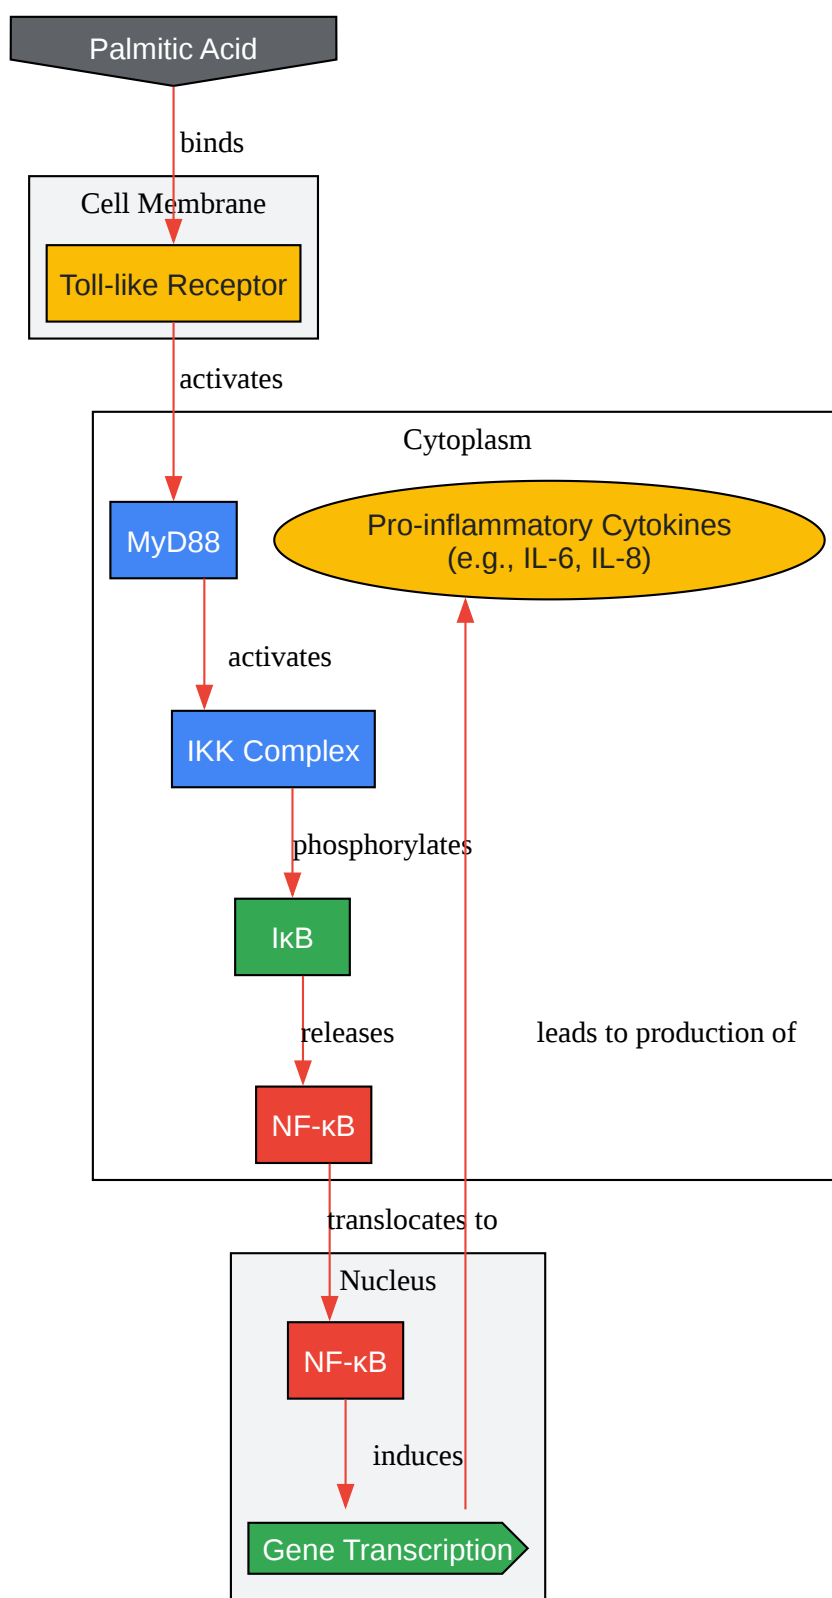 Palmitic Acid
binds
Cell Membrane
Toll-like Receptor
activates
Cytoplasm
MyD88
Pro-inflammatory Cytokines
(e.g., IL-6, IL-8)
activates
IKK Complex
phosphorylates
IκB
releases
leads to production of
NF-κB
translocates to
Nucleus
NF-κB
induces
Gene Transcription